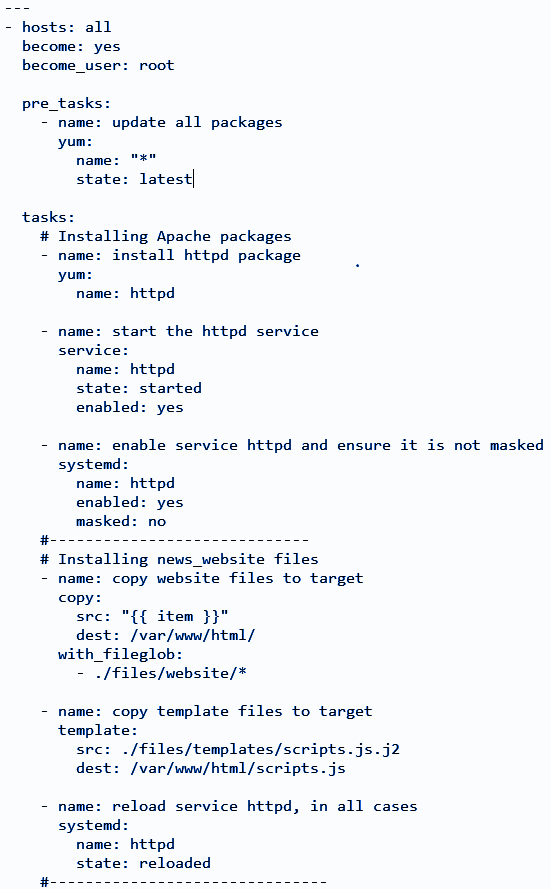 ---
- hosts: all
  become: yes
  become_user: root

  pre_tasks:
    - name: update all packages
      yum:
        name: "*"
        state: latest

  tasks:
    # Installing Apache packages
    - name: install httpd package
      yum:
        name: httpd

    - name: start the httpd service
      service:
        name: httpd
        state: started
        enabled: yes

    - name: enable service httpd and ensure it is not masked
      systemd:
        name: httpd
        enabled: yes
        masked: no
    #-----------------------------
    # Installing news_website files
    - name: copy website files to target
      copy:
        src: "{{ item }}"
        dest: /var/www/html/
      with_fileglob:
        - ./files/website/*

    - name: copy template files to target
      template:
        src: ./files/templates/scripts.js.j2
        dest: /var/www/html/scripts.js

    - name: reload service httpd, in all cases
      systemd:
        name: httpd
        state: reloaded
    #-------------------------------